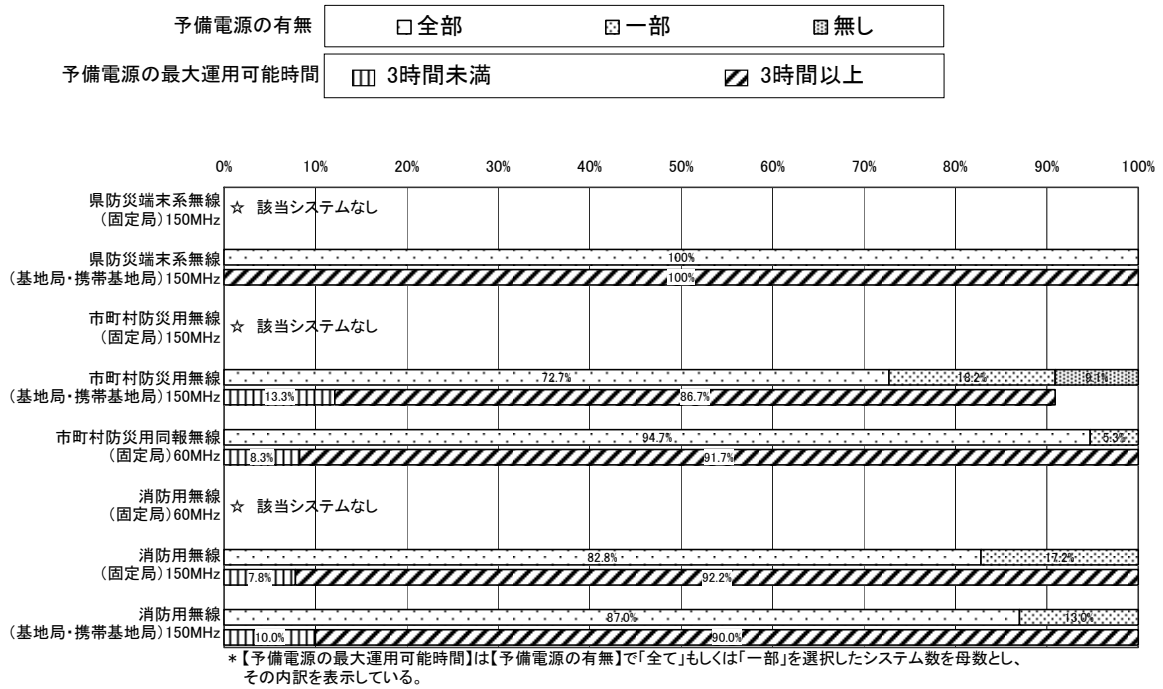 予備電源の有無 全部 一部 無し
予備電源の最大運用可能時間 3時間未満 3時間以上
0% 10% 20% 30% 40% 50% 60% 70% 80% 90% 100%
県防災端末系無線
(固定局)150MHz
☆ 該当システムなし
県防災端末系無線
(基地局・携帯基地局)150MHz
100%
100%
市町村防災用無線
(固定局)150MHz
☆ 該当システムなし
市町村防災用無線
(基地局・携帯基地局)150MHz
72.7% 18.2% 9.1%
13.3% 86.7%
市町村防災用同報無線
(固定局)60MHz
94.7% 5.3%
8.3% 91.7%
消防用無線
(固定局)60MHz
☆ 該当システムなし
消防用無線
(固定局)150MHz
82.8% 17.2%
7.8% 92.2%
消防用無線
(基地局・携帯基地局)150MHz
87.0% 13.0%
10.0% 90.0%
*【予備電源の最大運用可能時間】は【予備電源の有無】で「全て」もしくは「一部」を選択したシステム数を母数とし、
その内訳を表示している。